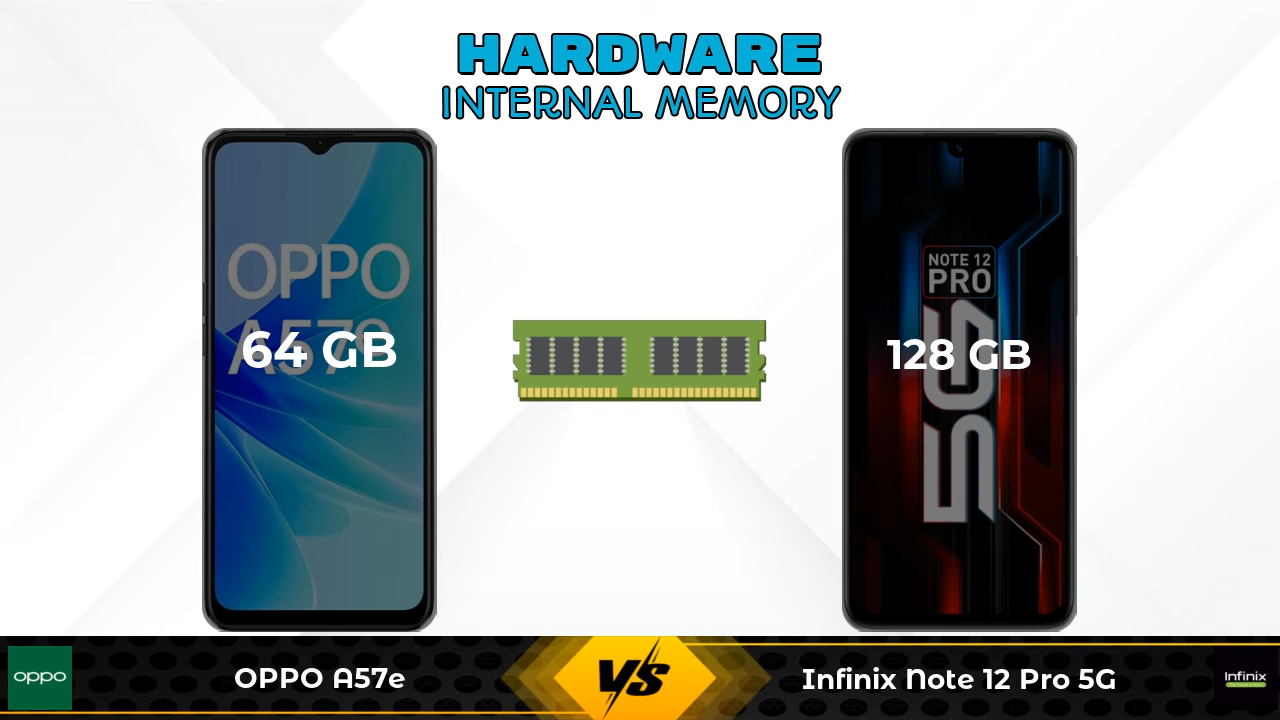 HARDWARE
INTERNAL MEMORY
OPPO
A57e
64 GB
NOTE 12
PRO
5G
128 GB
oppo
OPPO A57e
VS
Infinix Note 12 Pro 5G
Infinix